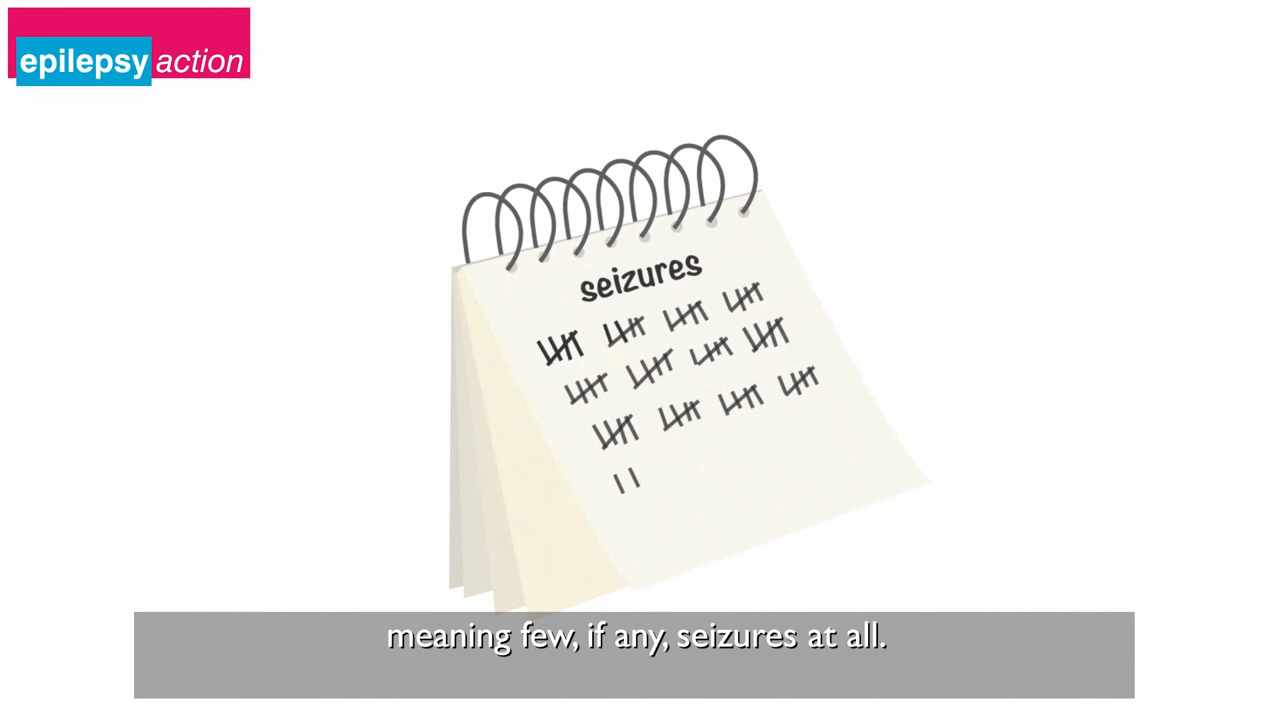 epilepsy action
seizures
meaning few, if any, seizures at all.